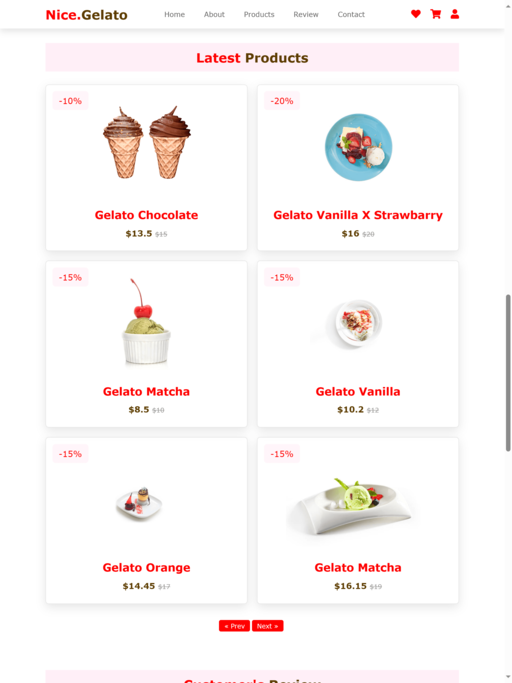 Nice.Gelato
Home About Products Review Contact
Latest Products
-10%
Gelato Chocolate
$13.5 $15
-20%
Gelato Vanilla X Strawbarry
$16 $20
-15%
Gelato Matcha
$8.5 $10
-15%
Gelato Vanilla
$10.2 $12
-15%
Gelato Orange
$14.45 $17
-15%
Gelato Matcha
$16.15 $19
« Prev Next »
Customer's Review